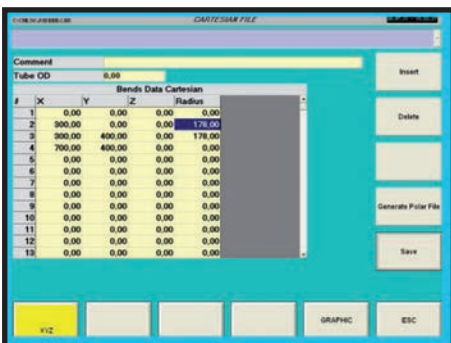 CARTESIAN FILE
Comment
Tube OD 0,00
Bends Data Cartesian
# X Y Z Radius
1 0,00 0,00 0,00 0,00
2 300,00 0,00 0,00 178,00
3 300,00 400,00 0,00 178,00
4 700,00 400,00 0,00 0,00
5 0,00 0,00 0,00 0,00
6 0,00 0,00 0,00 0,00
7 0,00 0,00 0,00 0,00
8 0,00 0,00 0,00 0,00
9 0,00 0,00 0,00 0,00
10 0,00 0,00 0,00 0,00
11 0,00 0,00 0,00 0,00
12 0,00 0,00 0,00 0,00
13 0,00 0,00 0,00 0,00
Insert
Delete
Generate Polar File
Save
XYZ
GRAPHIC
ESC